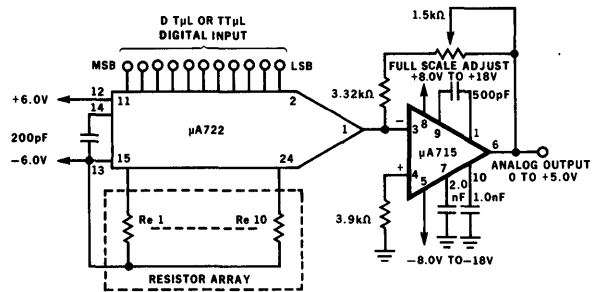 D TμL OR TTμL
DIGITAL INPUT
1.5kΩ
MSB
LSB
FULL SCALE ADJUST
+8.0V TO +18V
+6.0V
12
11
2
14
3.32kΩ
500pF
200pF
μA722
1
−
3
8
9
1
μA715
6
ANALOG OUTPUT
0 TO +5.0V
−6.0V
13
15
24
+
4
5
7
10
2.0
nF
1.0nF
3.9kΩ
Re 1
Re 10
−8.0V TO−18V
RESISTOR ARRAY